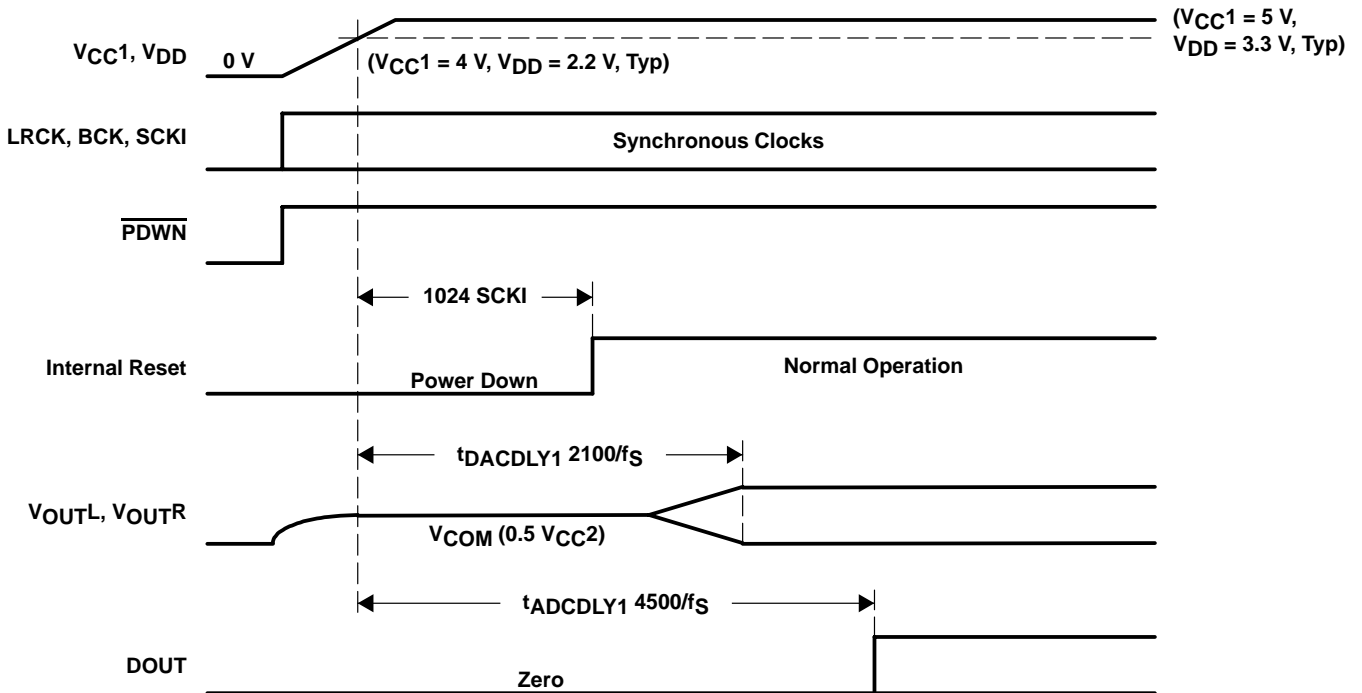 VCC1, VDD
0 V
(VCC1 = 4 V, VDD = 2.2 V, Typ)
(VCC1 = 5 V,
VDD = 3.3 V, Typ)
LRCK, BCK, SCKI
Synchronous Clocks
PDWN
1024 SCKI
Internal Reset
Power Down
Normal Operation
tDACDLY1 2100/fS
VOUTL, VOUTR
VCOM (0.5 VCC2)
tADCDLY1 4500/fS
DOUT
Zero